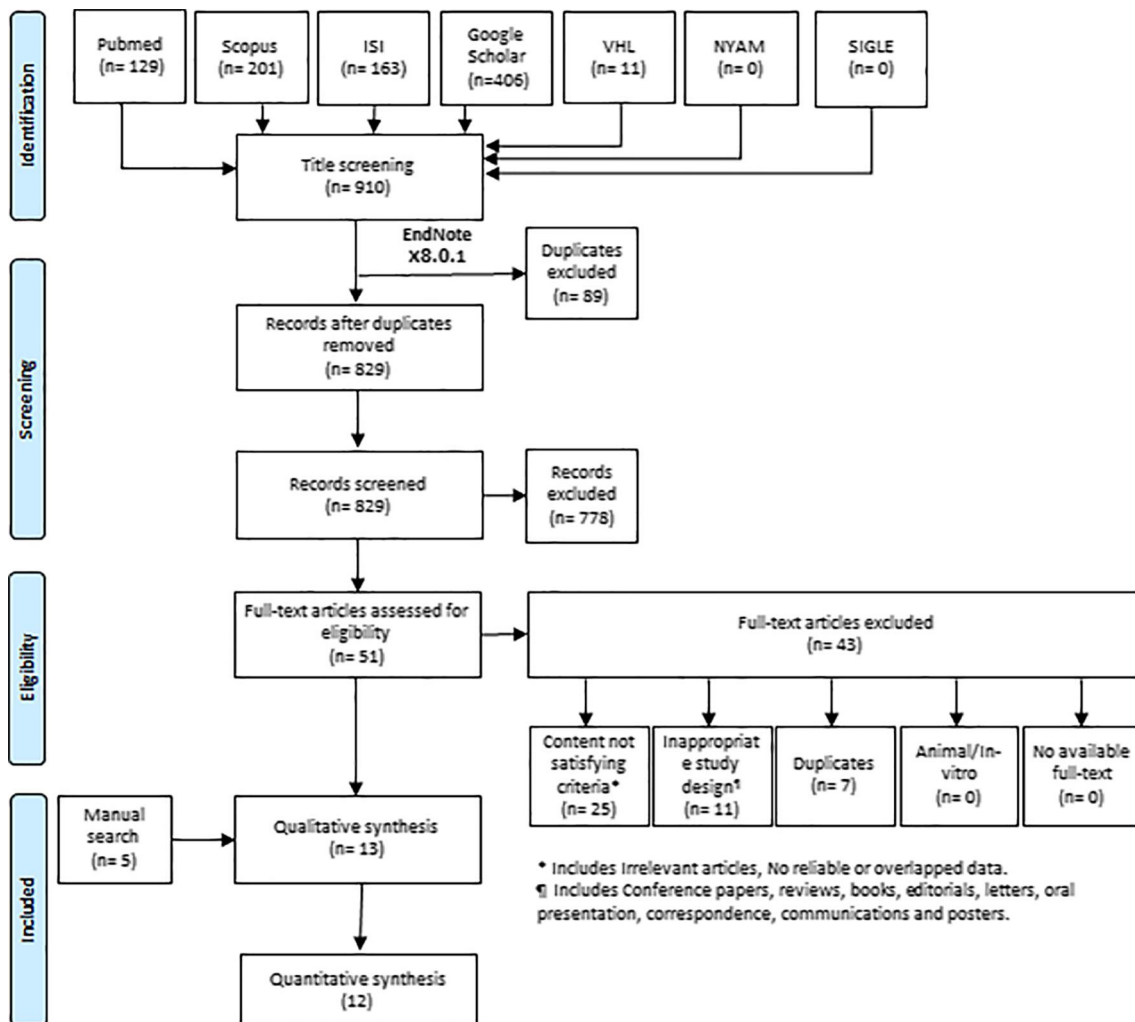 Identification
Pubmed
(n= 129)
Scopus
(n= 201)
ISI
(n= 163)
Google
Scholar
(n=406)
VHL
(n= 11)
NYAM
(n= 0)
SIGLE
(n= 0)
Title screening
(n= 910)
Screening
EndNote
x8.0.1
Duplicates
excluded
(n= 89)
Records after duplicates
removed
(n= 829)
Records screened
(n= 829)
Records
excluded
(n= 778)
Eligibility
Full-text articles assessed for
eligibility
(n= 51)
Full-text articles excluded
(n= 43)
Content not
satisfying
criteria*
(n= 25)
Inappropriat
e study
design¶
(n= 11)
Duplicates
(n= 7)
Animal/In-
vitro
(n= 0)
No available
full-text
(n= 0)
Included
Manual
search
(n= 5)
Qualitative synthesis
(n= 13)
* Includes Irrelevant articles, No reliable or overlapped data.
¶ Includes Conference papers, reviews, books, editorials, letters, oral
presentation, correspondence, communications and posters.
Quantitative synthesis
(12)